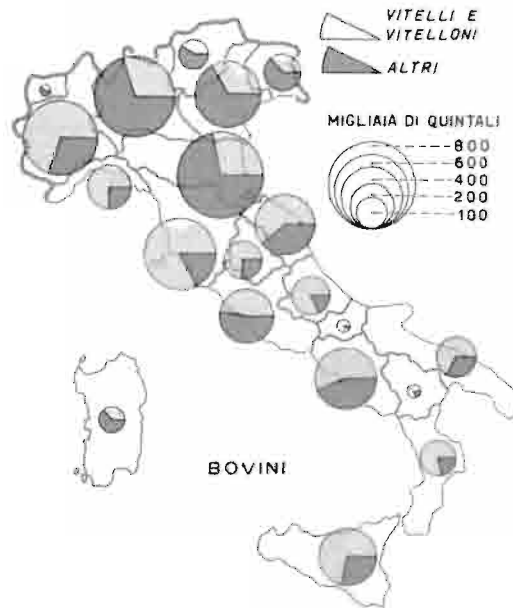 VITELLI E
VITELLONI
ALTRI
MIGLIAIA DI QUINTALI
800
600
400
200
100
BOVINI